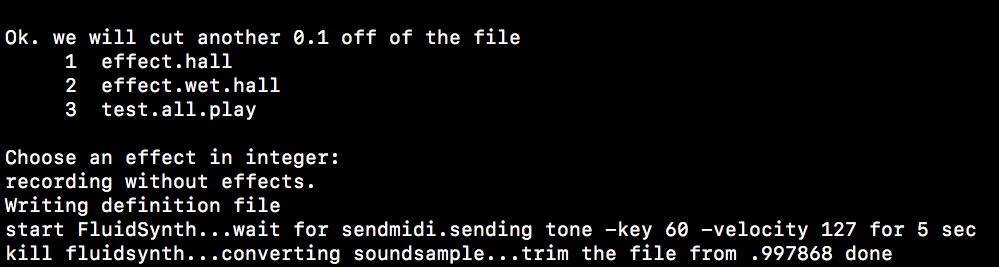 Ok. we will cut another 0.1 off of the file
1 effect.hall
2 effect.wet.hall
3 test.all.play
Choose an effect in integer:
recording without effects.
Writing definition file
start FluidSynth...wait for sendmidi.sending tone -key 60 -velocity 127 for 5 sec
kill fluidsynth...converting soundsample...trim the file from .997868 done